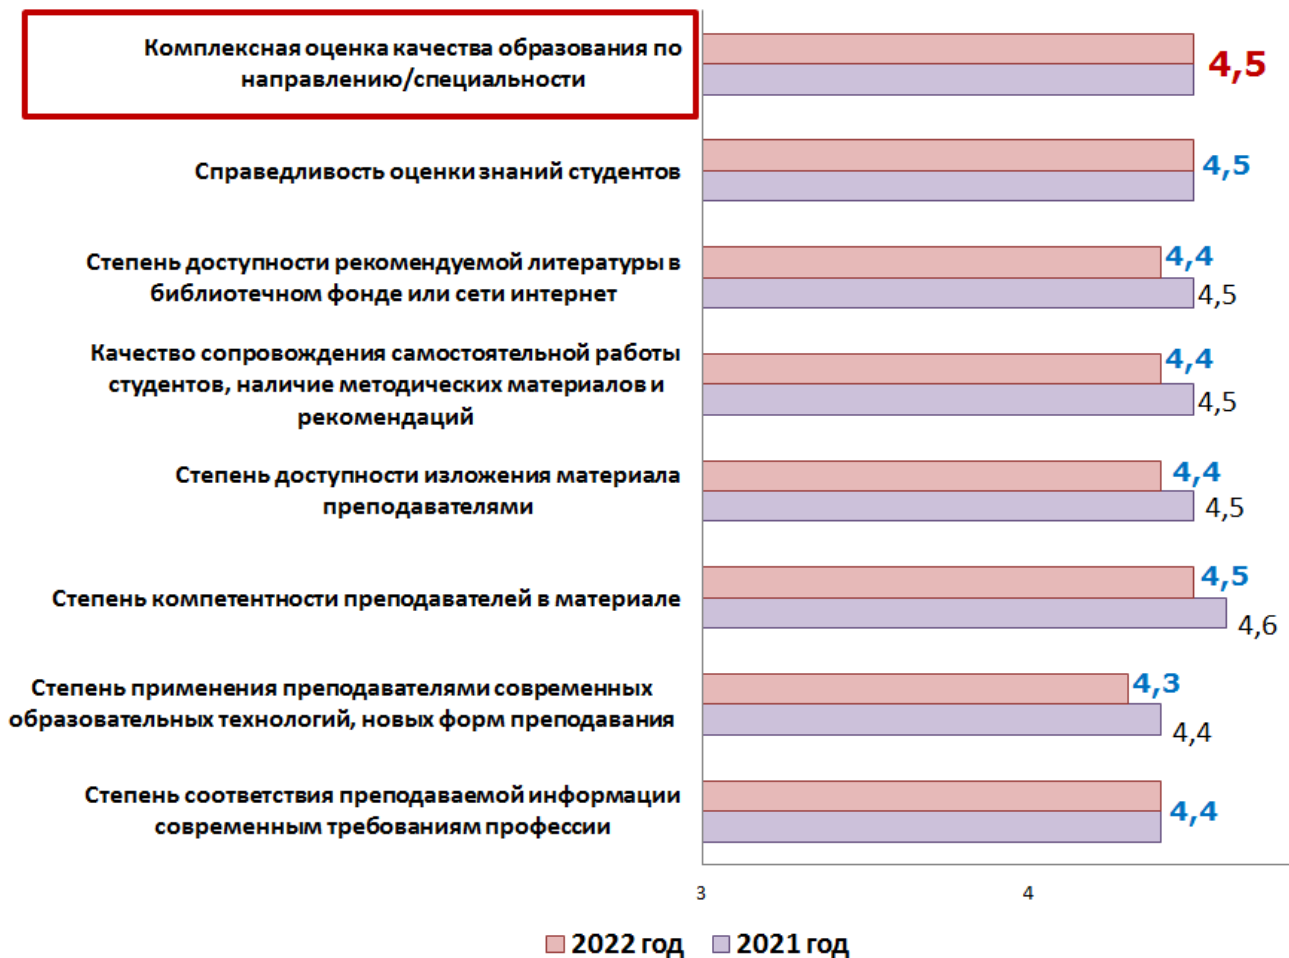 Комплексная оценка качества образования по
направлению/специальности
4,5
Справедливость оценки знаний студентов
4,5
Степень доступности рекомендуемой литературы в
библиотечном фонде или сети интернет
4,4
4,5
Качество сопровождения самостоятельной работы
студентов, наличие методических материалов и
рекомендаций
4,4
4,5
Степень доступности изложения материала
преподавателями
4,4
4,5
Степень компетентности преподавателей в материале
4,5
4,6
Степень применения преподавателями современных
образовательных технологий, новых форм преподавания
4,3
4,4
Степень соответствия преподаваемой информации
современным требованиям профессии
4,4
3 4
2022 год 2021 год